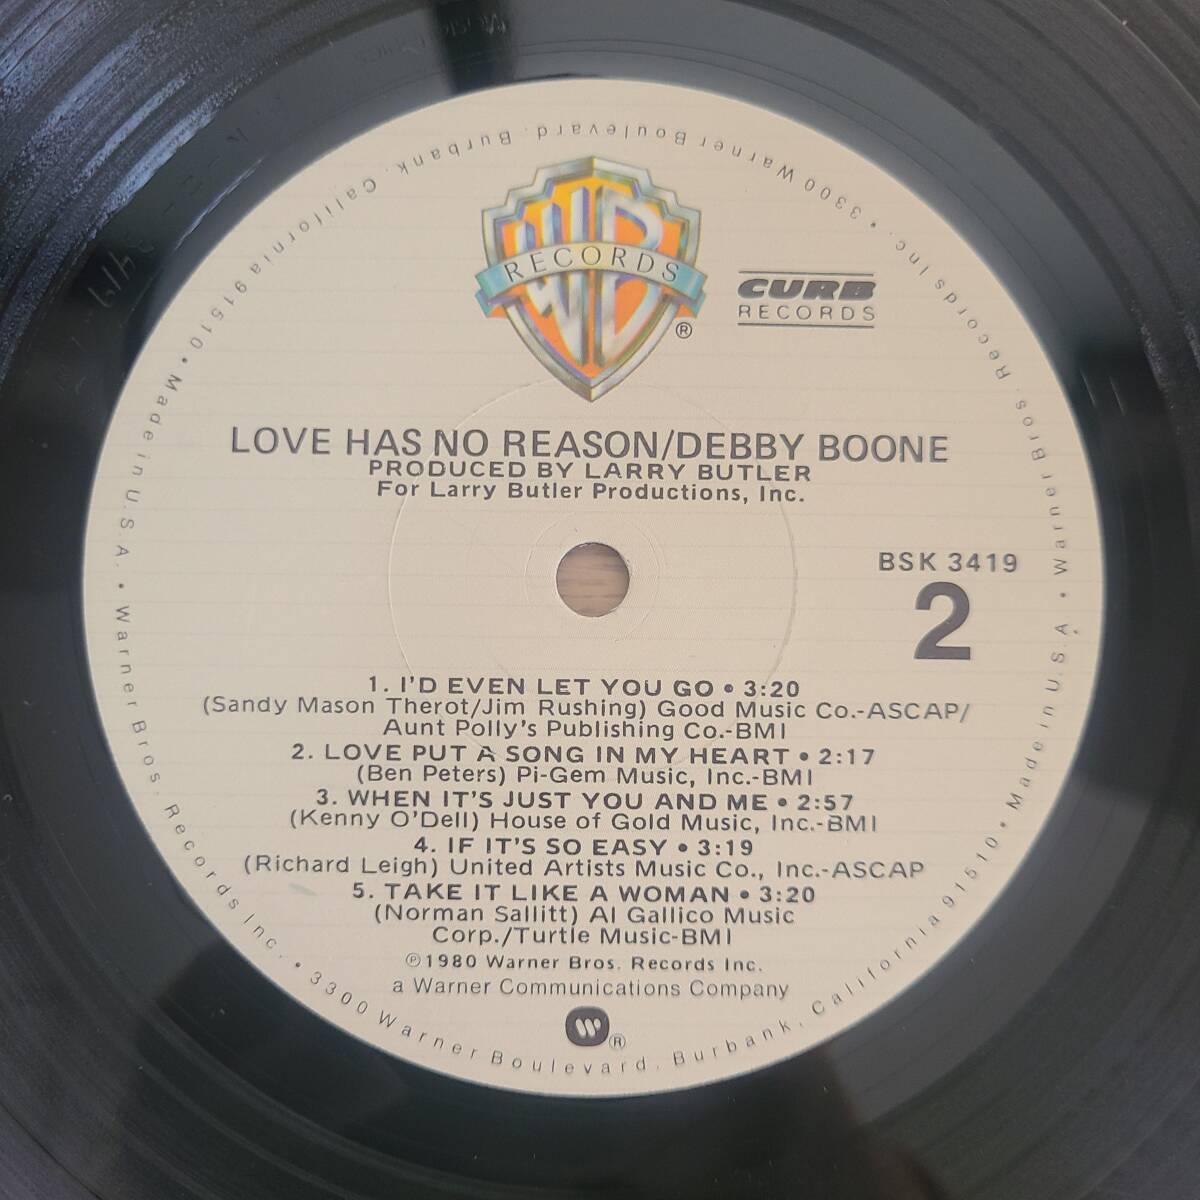 WB
RECORDS
®
CURB
RECORDS
LOVE HAS NO REASON/DEBBY BOONE
PRODUCED BY LARRY BUTLER
For Larry Butler Productions, Inc.
BSK 3419
2
1. I'D EVEN LET YOU GO • 3:20
(Sandy Mason Therot/Jim Rushing) Good Music Co.-ASCAP/
Aunt Polly's Publishing Co.-BMI
2. LOVE PUT A SONG IN MY HEART • 2:17
(Ben Peters) Pi-Gem Music, Inc.-BMI
3. WHEN IT'S JUST YOU AND ME • 2:57
(Kenny O'Dell) House of Gold Music, Inc.-BMI
4. IF IT'S SO EASY • 3:19
(Richard Leigh) United Artists Music Co., Inc.-ASCAP
5. TAKE IT LIKE A WOMAN • 3:20
(Norman Sallitt) Al Gallico Music
Corp./Turtle Music-BMI
℗1980 Warner Bros. Records Inc.
a Warner Communications Company
W®
Warner Bros. Records Inc. • 3300 Warner Boulevard, Burbank, California 91510 • Made in U.S.A. • Warner Bros. Records Inc. • 3300 Warner Boulevard, Burbank, California 91510 • Made in U.S.A. •